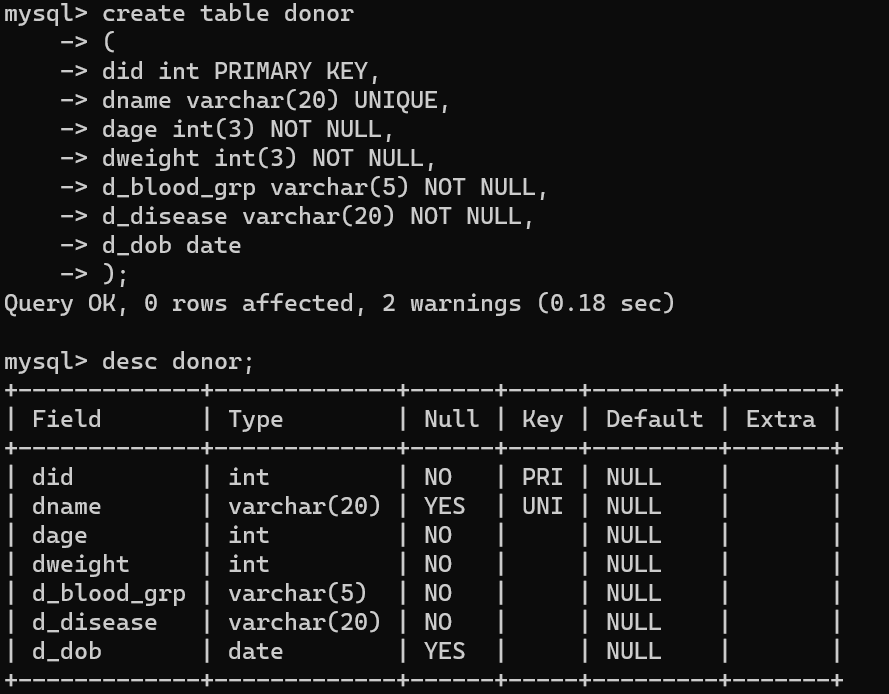 mysql> create table donor
    -> (
    -> did int PRIMARY KEY,
    -> dname varchar(20) UNIQUE,
    -> dage int(3) NOT NULL,
    -> dweight int(3) NOT NULL,
    -> d_blood_grp varchar(5) NOT NULL,
    -> d_disease varchar(20) NOT NULL,
    -> d_dob date
    -> );
Query OK, 0 rows affected, 2 warnings (0.18 sec)

mysql> desc donor;
+-------------+-------------+------+-----+---------+-------+
| Field       | Type        | Null | Key | Default | Extra |
+-------------+-------------+------+-----+---------+-------+
| did         | int         | NO   | PRI | NULL    |       |
| dname       | varchar(20) | YES  | UNI | NULL    |       |
| dage        | int         | NO   |     | NULL    |       |
| dweight     | int         | NO   |     | NULL    |       |
| d_blood_grp | varchar(5)  | NO   |     | NULL    |       |
| d_disease   | varchar(20) | NO   |     | NULL    |       |
| d_dob       | date        | YES  |     | NULL    |       |
+-------------+-------------+------+-----+---------+-------+